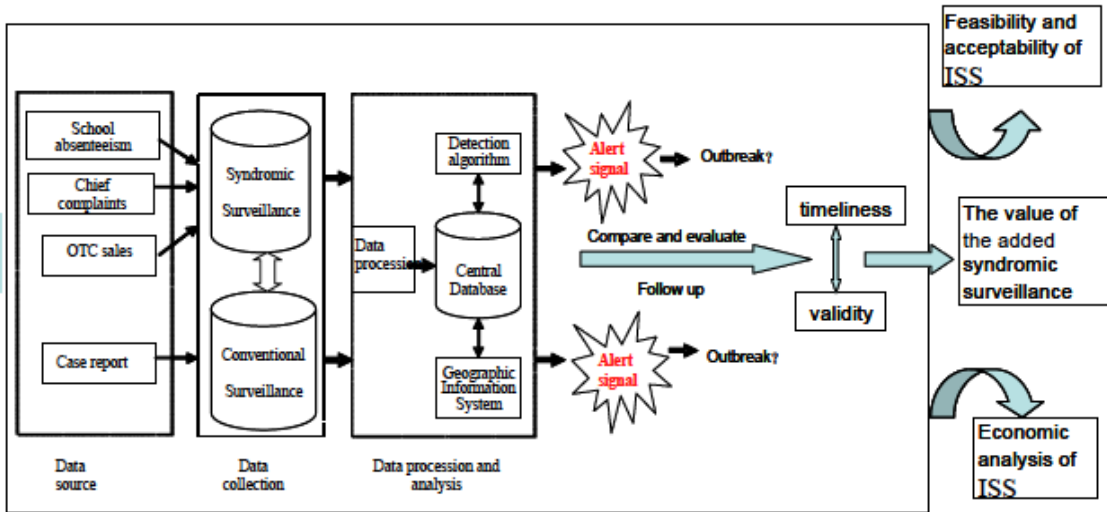 School
absenteeism
Chief
complaints
OTC sales
Case report
Data
source
Syndromic
Surveillance
Conventional
Surveillance
Data
collection
Data
procession
Detection
algorithm
Central
Database
Geographic
Information
System
Data procession and
analysis
Alert
signal
Outbreak?
Compare and evaluate
Follow up
Alert
signal
Outbreak?
timeliness
validity
Feasibility and
acceptability of
ISS
The value of
the added
syndromic
surveillance
Economic
analysis of
ISS